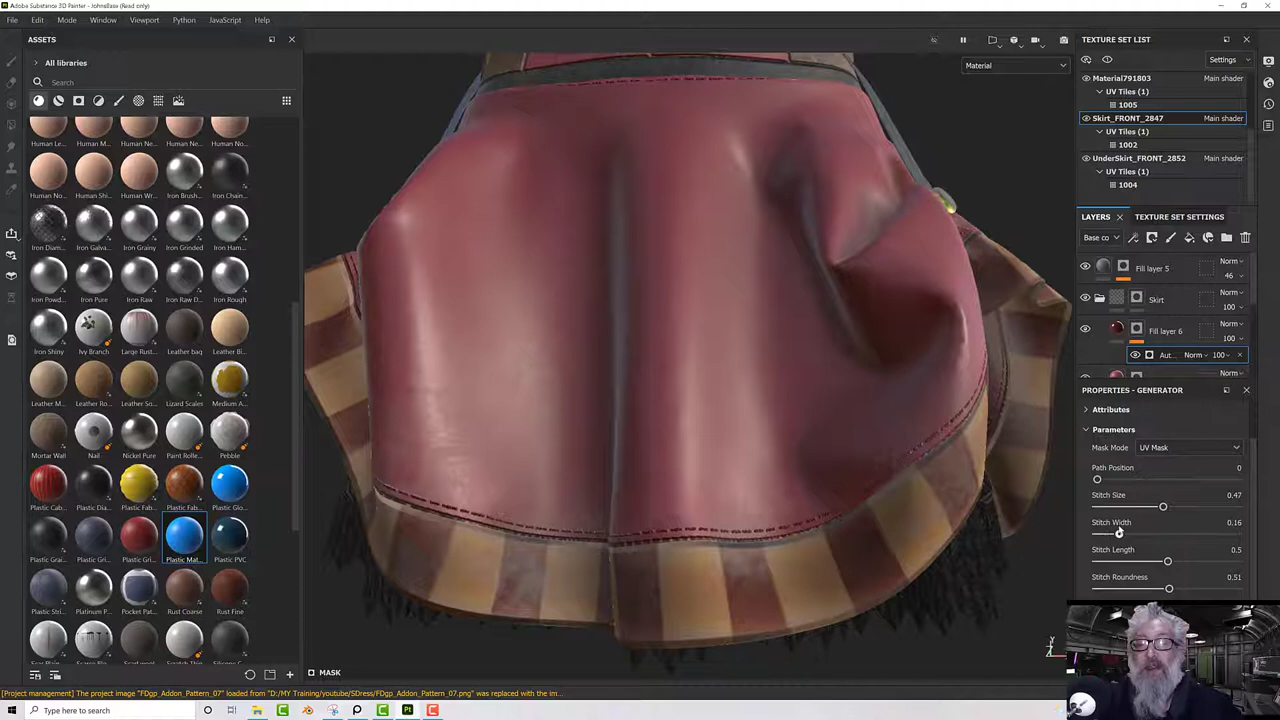 Adobe Substance 3D Painter - JohnsBase (Read only)
File Edit Mode Window Viewport Python JavaScript Help
ASSETS
All libraries
Search
Human Le... Human M... Human Ne... Human No...
Human No... Human Shi... Human Wr... Iron Brush... Iron Chain...
Iron Diam... Iron Galva... Iron Grainy Iron Grinded Iron Ham...
Iron Powd... Iron Pure Iron Raw Iron Raw D... Iron Rough
Iron Shiny Ivy Branch Large Rust... Leather bag Leather Bi...
Leather M... Leather Ro... Leather So... Lizard Scales Medium A...
Mortar Wall Nail Nickel Pure Paint Rolle... Pebble
Plastic Cab... Plastic Dia... Plastic Fab... Plastic Fab... Plastic Glo...
Plastic Grai... Plastic Gri... Plastic Gri... Plastic Mat... Plastic PVC
Plastic Stri... Platinum P... Pocket Pat... Rust Coarse Rust Fine
Material
MASK
TEXTURE SET LIST
Settings
Material791803 Main shader
UV Tiles (1)
1005
Skirt_FRONT_2847 Main shader
UV Tiles (1)
1002
UnderSkirt_FRONT_2852 Main shader
UV Tiles (1)
1004
LAYERS TEXTURE SET SETTINGS
Base co
Fill layer 5 Norm 46
Skirt Norm 100
Fill layer 6 Norm 100
Aut... Norm 100
PROPERTIES - GENERATOR
Attributes
Parameters
Mask Mode UV Mask
Path Position 0
Stitch Size 0.47
Stitch Width 0.16
Stitch Length 0.5
Stitch Roundness 0.51
[Project management] The project image "FDgp_Addon_Pattern_07" loaded from "D:/MY Training/youtube/SDress/FDgp_Addon_Pattern_07.png" was replaced with the im...
Type here to search